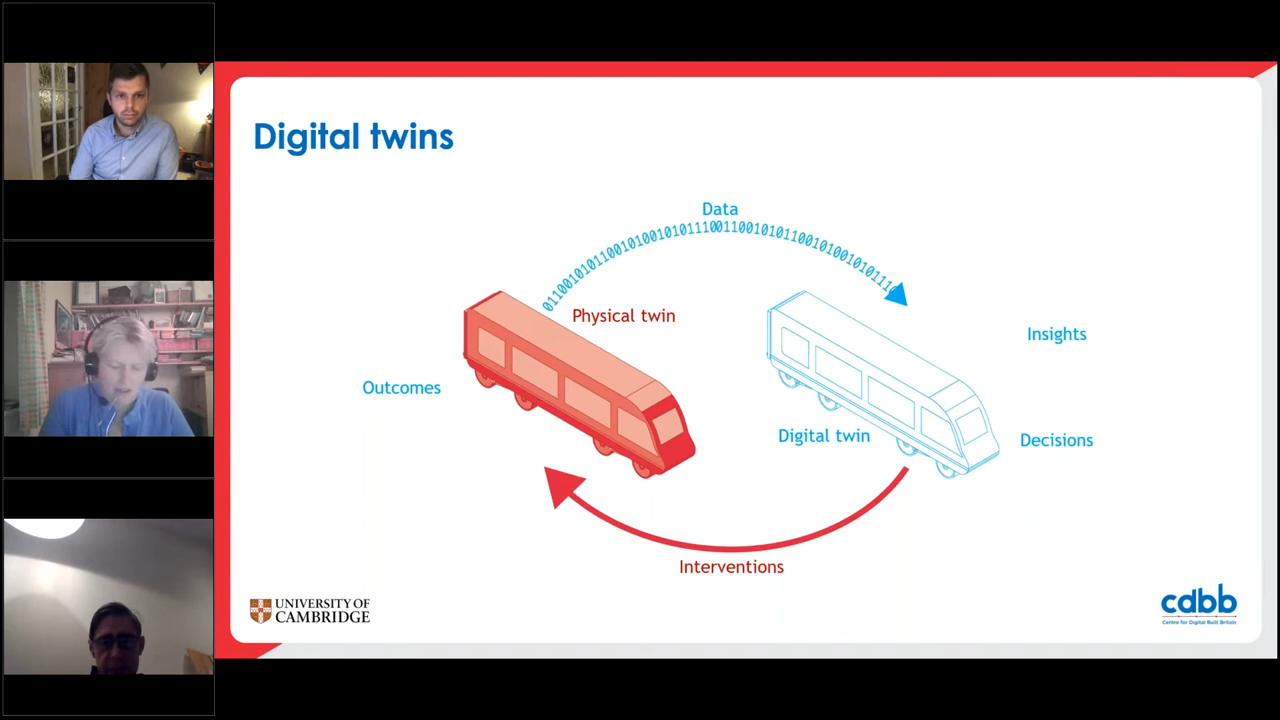 Digital twins
Data
Physical twin
Insights
Outcomes
Digital twin
Decisions
Interventions
UNIVERSITY OF
CAMBRIDGE
cdbb
Centre for Digital Built Britain